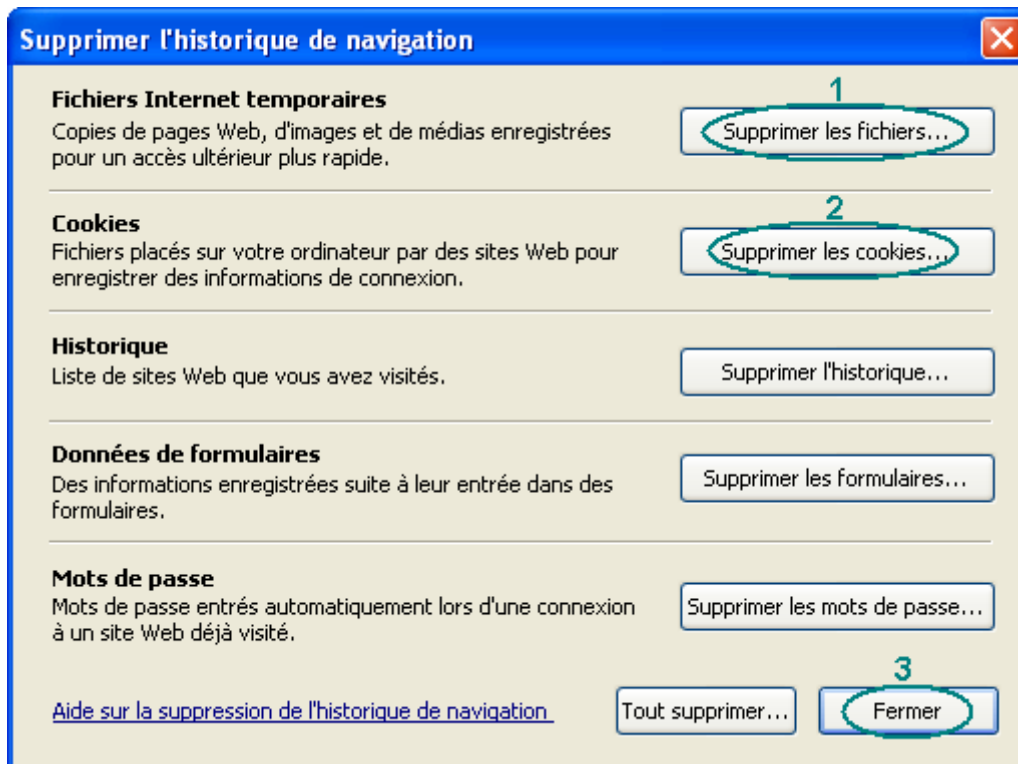 Supprimer l'historique de navigation
Fichiers Internet temporaires
1
Copies de pages Web, d'images et de médias enregistrées
pour un accès ultérieur plus rapide.
Supprimer les fichiers...
Cookies
2
Fichiers placés sur votre ordinateur par des sites Web pour
enregistrer des informations de connexion.
Supprimer les cookies...
Historique
Liste de sites Web que vous avez visités.
Supprimer l'historique...
Données de formulaires
Des informations enregistrées suite à leur entrée dans des
formulaires.
Supprimer les formulaires...
Mots de passe
Mots de passe entrés automatiquement lors d'une connexion
à un site Web déjà visité.
Supprimer les mots de passe...
3
Aide sur la suppression de l'historique de navigation
Tout supprimer...
Fermer